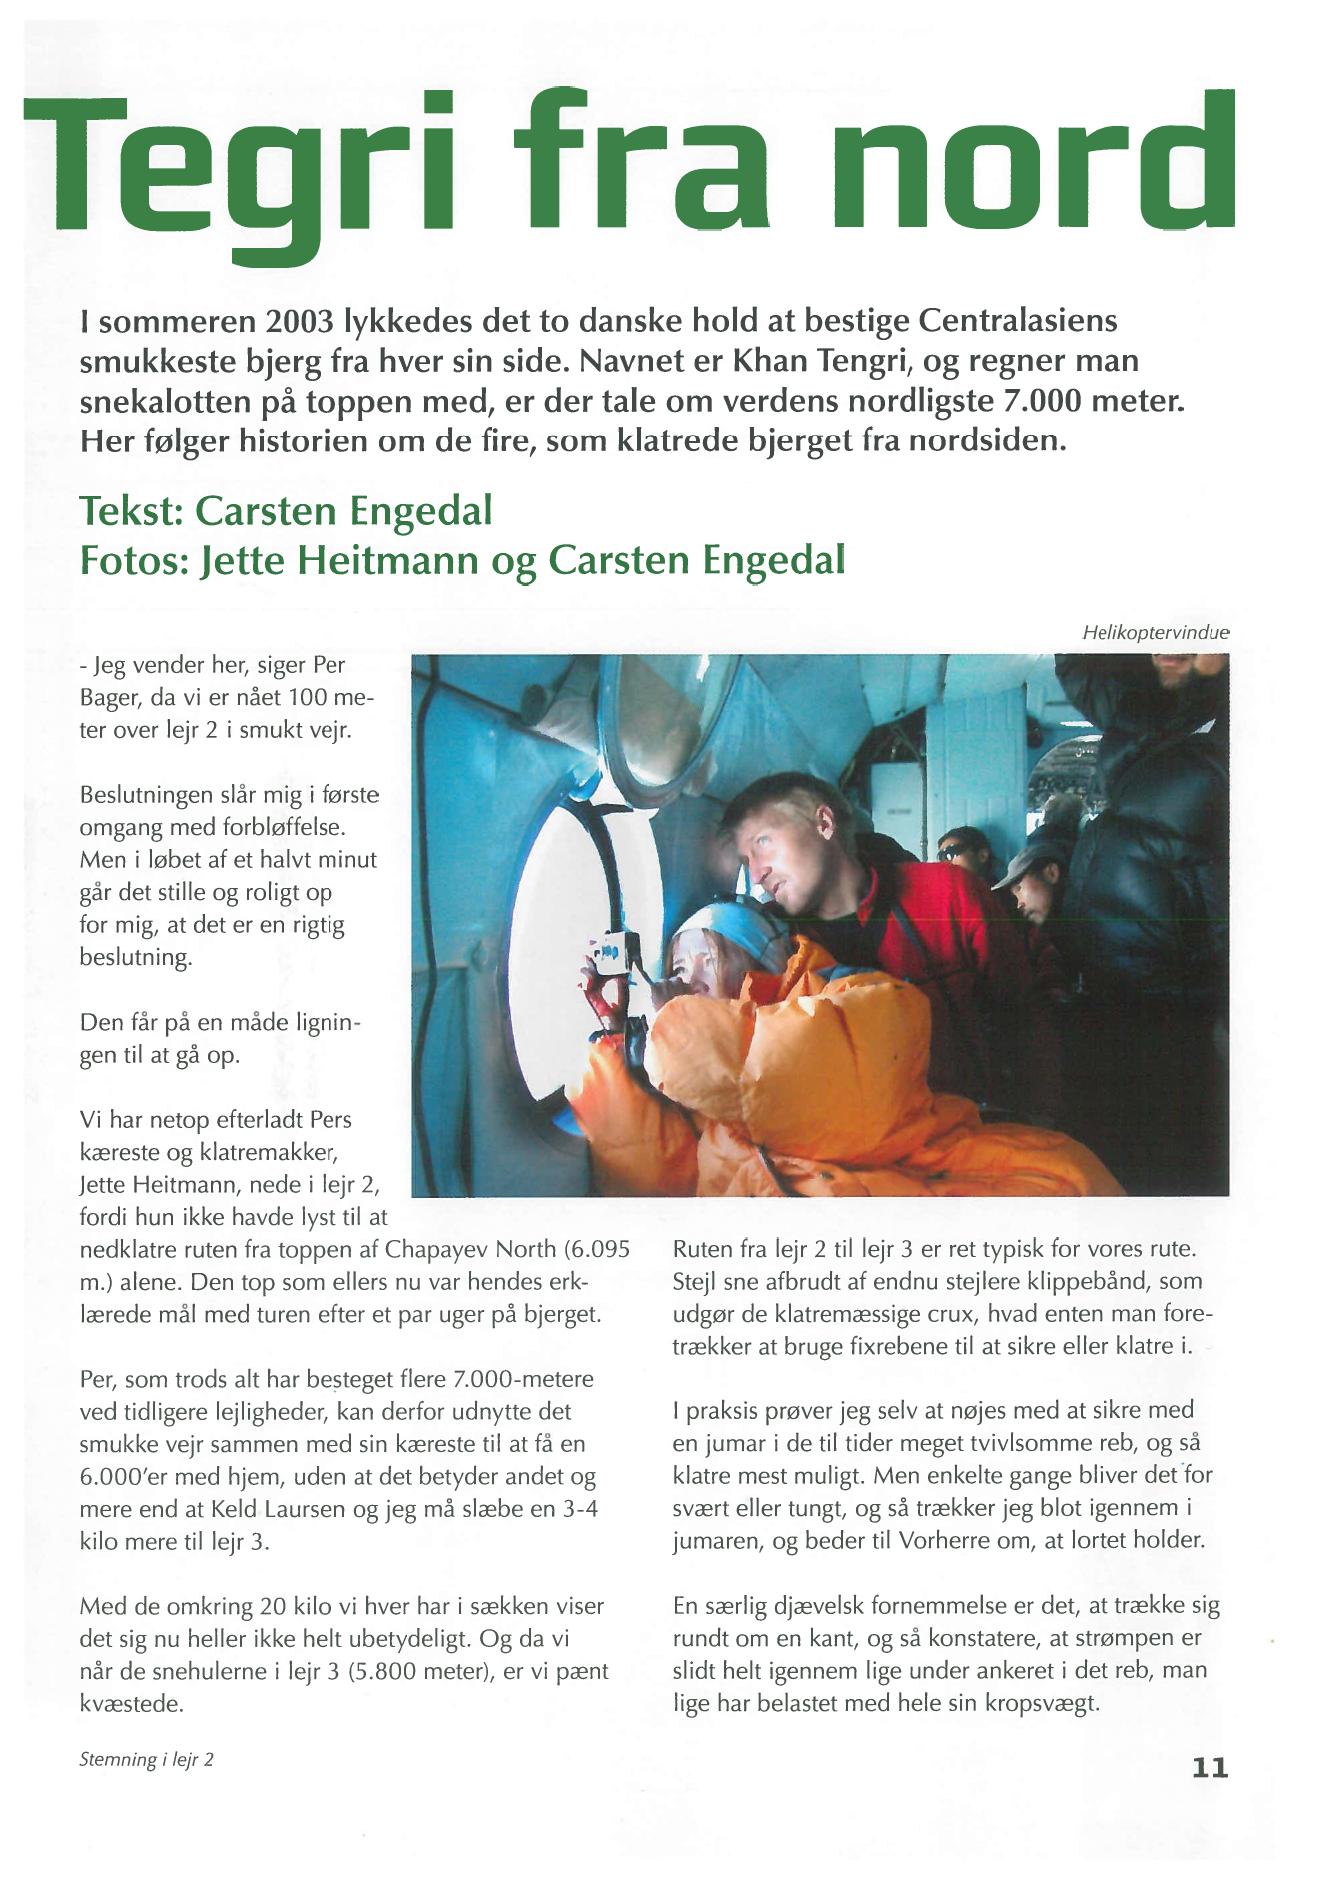 Tegri fra nord
I sommeren 2003 lykkedes det to danske hold at bestige Centralasiens
smukkeste bjerg fra hver sin side. Navnet er Khan Tengri, og regner man
snekalotten på toppen med, er der tale om verdens nordligste 7.000 meter.
Her følger historien om de fire, som klatrede bjerget fra nordsiden.
Tekst: Carsten Engedal
Fotos: Jette Heitmann og Carsten Engedal
Helikoptervindue
- Jeg vender her, siger Per
Bager, da vi er nået 100 me-
ter over lejr 2 i smukt vejr.
Beslutningen slår mig i første
omgang med forbløffelse.
Men i løbet af et halvt minut
går det stille og roligt op
for mig, at det er en rigtig
beslutning.
Den får på en måde lignin-
gen til at gå op.
Vi har netop efterladt Pers
kæreste og klatremakker,
Jette Heitmann, nede i lejr 2,
fordi hun ikke havde lyst til at
nedklatre ruten fra toppen af Chapayev North (6.095
m.) alene. Den top som ellers nu var hendes erk-
lærede mål med turen efter et par uger på bjerget.
Per, som trods alt har besteget flere 7.000-metere
ved tidligere lejligheder, kan derfor udnytte det
smukke vejr sammen med sin kæreste til at få en
6.000'er med hjem, uden at det betyder andet og
mere end at Keld Laursen og jeg må slæbe en 3-4
kilo mere til lejr 3.
Med de omkring 20 kilo vi hver har i sækken viser
det sig nu heller ikke helt ubetydeligt. Og da vi
når de snehulerne i lejr 3 (5.800 meter), er vi pænt
kvæstede.
Ruten fra lejr 2 til lejr 3 er ret typisk for vores rute.
Stejl sne afbrudt af endnu stejlere klippebånd, som
udgør de klatremæssige crux, hvad enten man fore-
trækker at bruge fixrebene til at sikre eller klatre i.
I praksis prøver jeg selv at nøjes med at sikre med
en jumar i de til tider meget tvivlsomme reb, og så
klatre mest muligt. Men enkelte gange bliver det for
svært eller tungt, og så trækker jeg blot igennem i
jumaren, og beder til Vorherre om, at lortet holder.
En særlig djævelsk fornemmelse er det, at trække sig
rundt om en kant, og så konstatere, at strømpen er
slidt helt igennem lige under ankeret i det reb, man
lige har belastet med hele sin kropsvægt.
Stemning i lejr 2
11